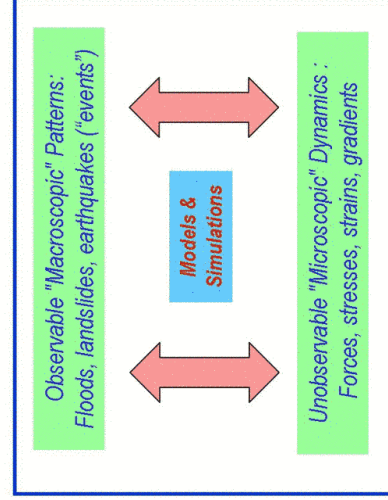 Observable "Macroscopic" Patterns:
Floods, landslides, earthquakes (“events”)
Models &
Simulations
Unobservable "Microscopic" Dynamics :
Forces, stresses, strains, gradients